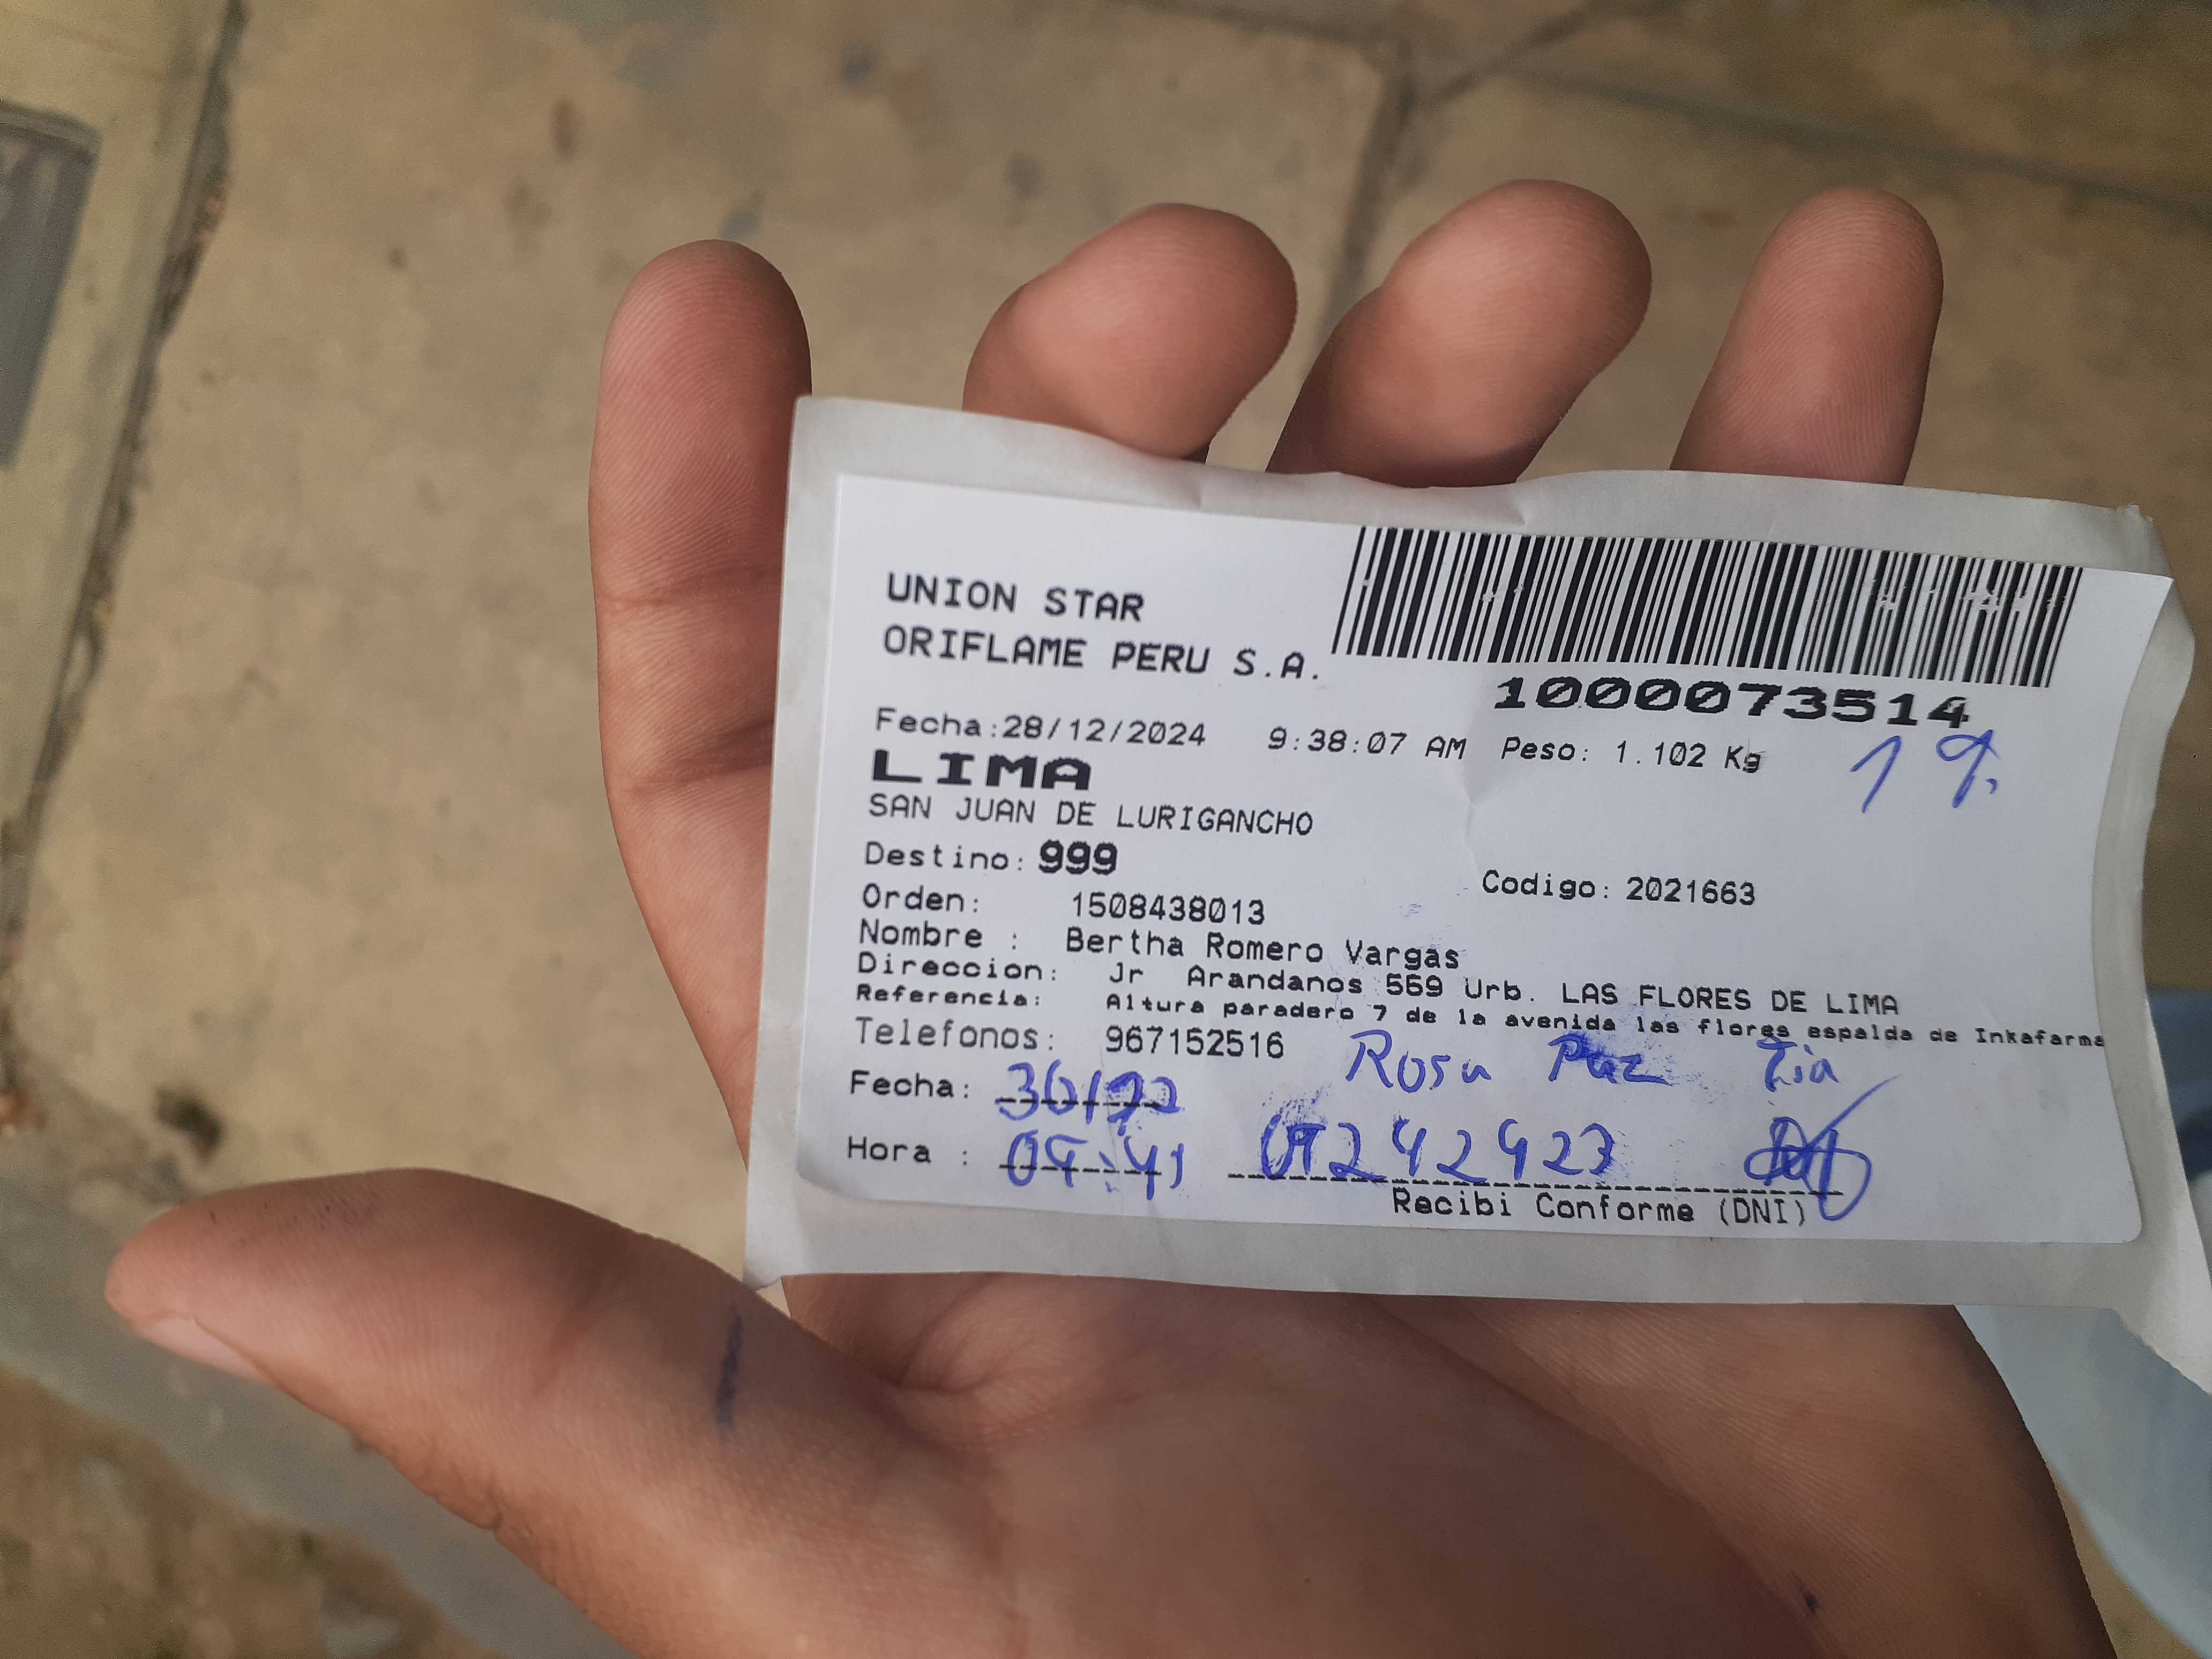 UNION STAR
ORIFLAME PERU S.A.
1000073514
Fecha:28/12/2024 9:38:07 AM Peso: 1.102 Kg
LIMA
SAN JUAN DE LURIGANCHO
Destino: 999
Codigo: 2021663
Orden: 1508438013
Nombre : Bertha Romero Vargas
Direccion: Jr Arandanos 569 Urb. LAS FLORES DE LIMA
Referencia: Altura paradero 7 de la avenida las flores espalda de Inkafarma
Telefonos: 967152516
Rosa Paz Tia
Fecha:
Hora :
Recibi Conforme (DNI)